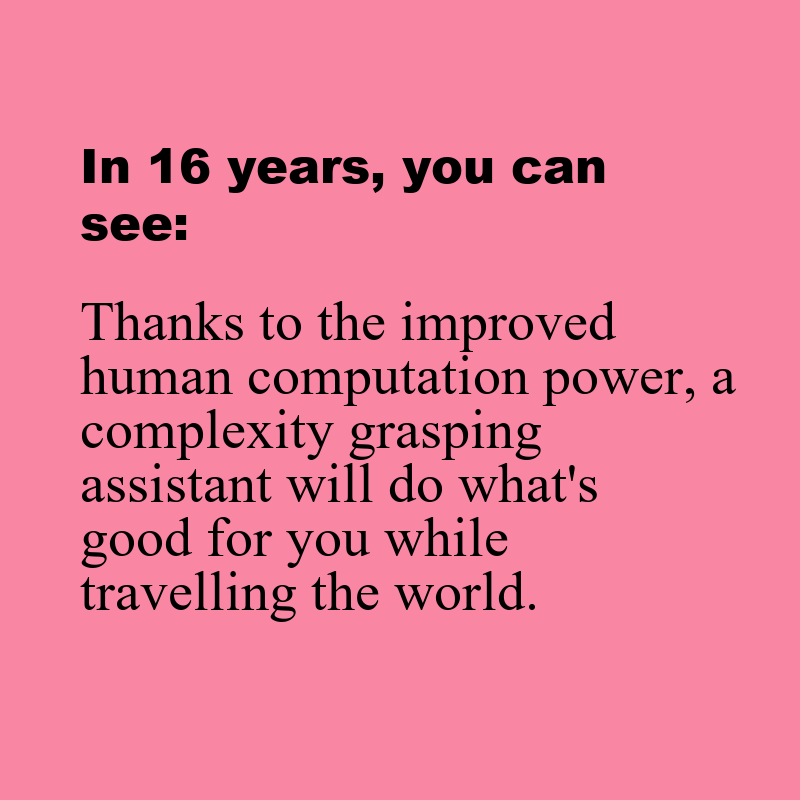 In 16 years, you can
see:
Thanks to the improved
human computation power, a
complexity grasping
assistant will do what's
good for you while
travelling the world.